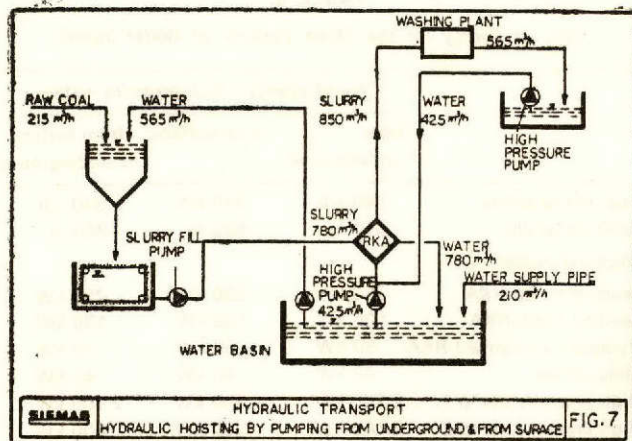 WASHING PLANT
565 m³/h
RAW COAL
215 m³/h
WATER
565 m³/h
SLURRY
850 m³/h
WATER
425 m³/h
HIGH
PRESSURE
PUMP
SLURRY FILL
PUMP
SLURRY
780 m³/h
RKA
WATER
780 m³/h
HIGH
PRESSURE
PUMP
425 m³/h
WATER SUPPLY PIPE
210 m³/h
WATER BASIN
SIEMAG
HYDRAULIC TRANSPORT
HYDRAULIC HOISTING BY PUMPING FROM UNDERGROUND & FROM SURACE
FIG. 7